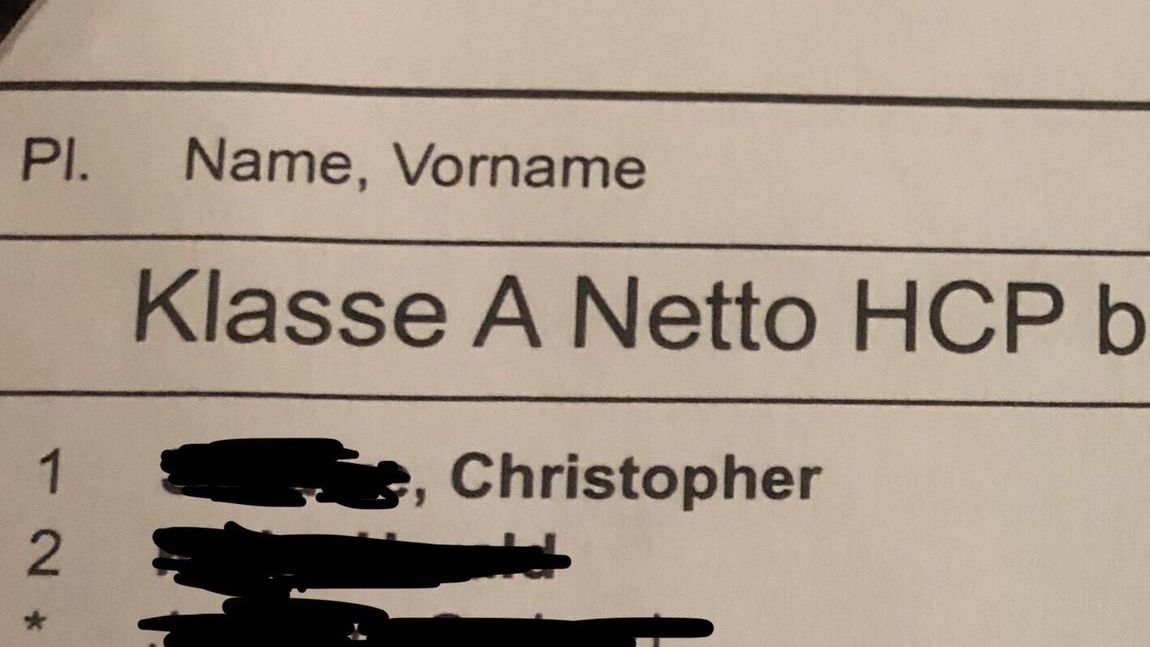 Pl. Name, Vorname
Klasse A Netto HCP b
1 , Christopher
2
*